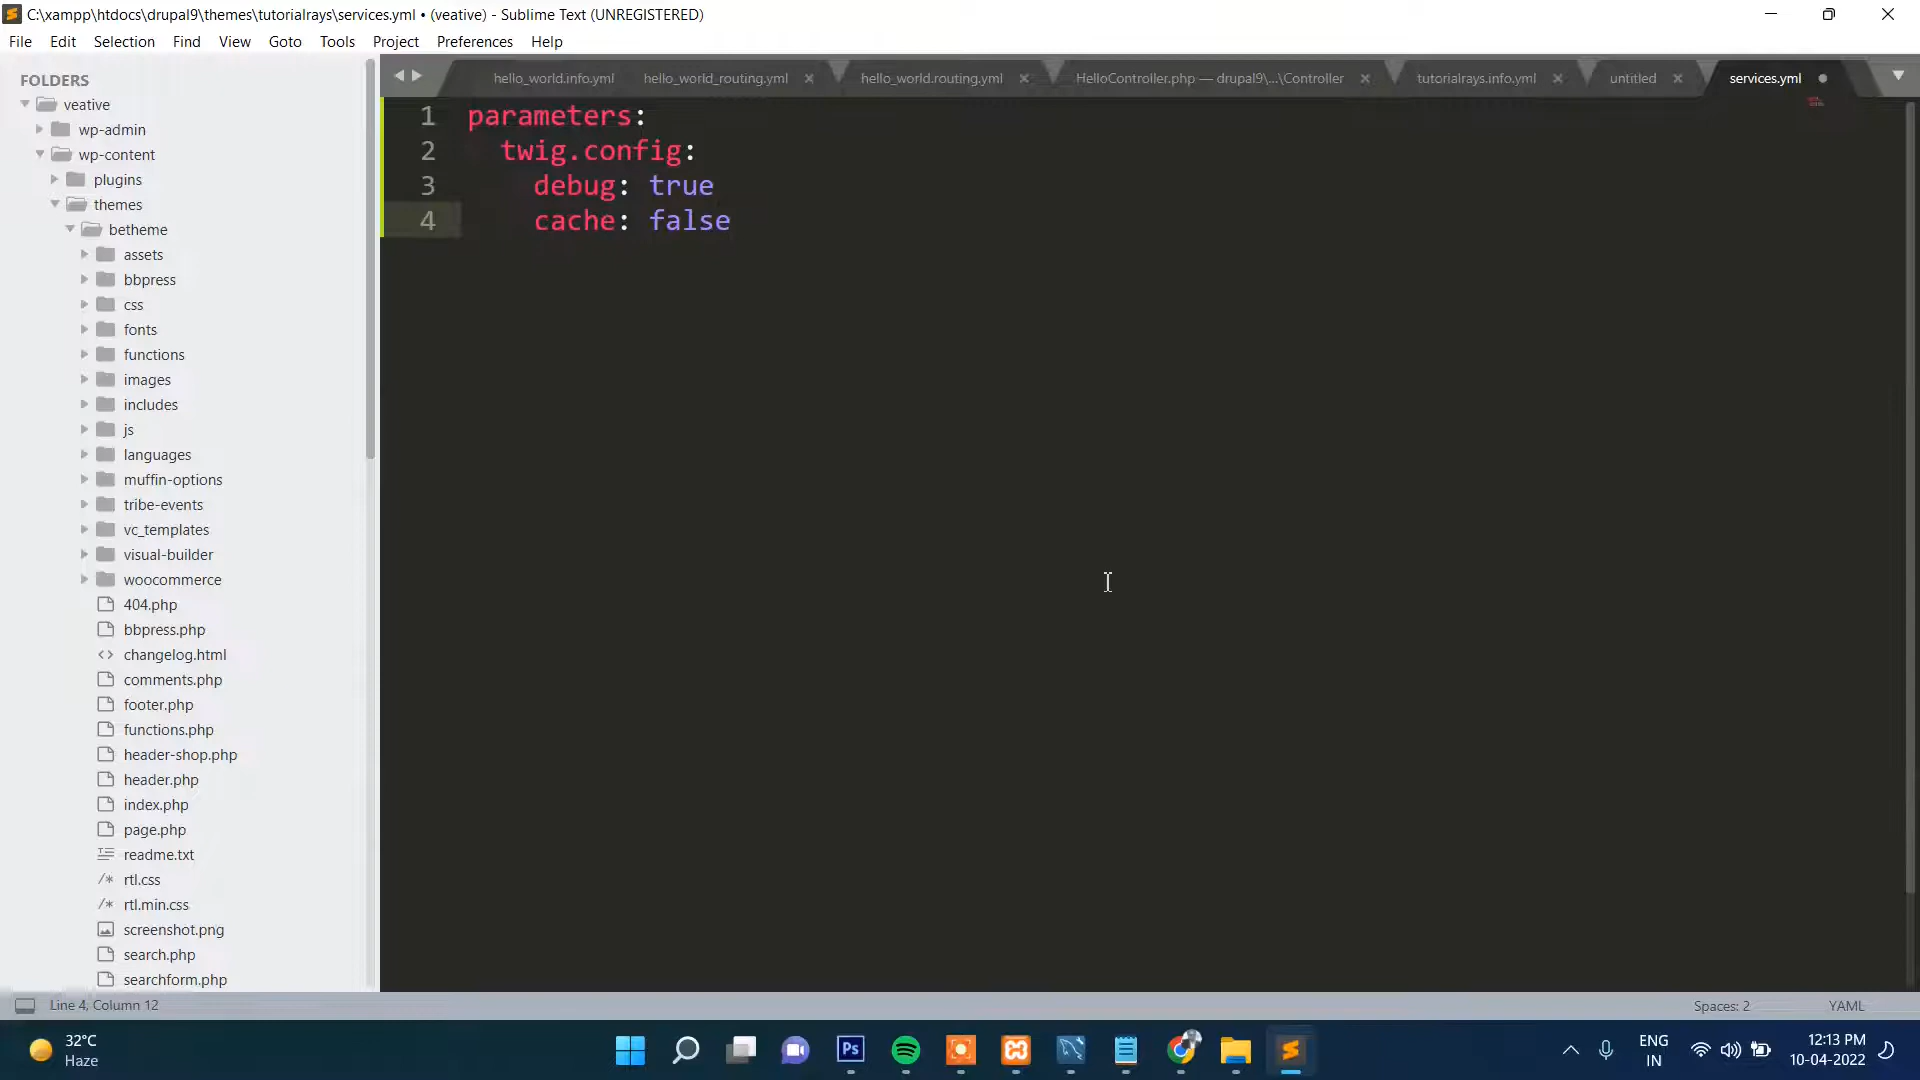 C:\xampp\htdocs\drupal9\themes\tutorialrays\services.yml • (veative) - Sublime Text (UNREGISTERED)
File Edit Selection Find View Goto Tools Project Preferences Help
FOLDERS
veative
wp-admin
wp-content
plugins
themes
betheme
assets
bbpress
css
fonts
functions
images
includes
js
languages
muffin-options
tribe-events
vc_templates
visual-builder
woocommerce
404.php
bbpress.php
<> changelog.html
comments.php
footer.php
functions.php
header-shop.php
header.php
index.php
page.php
readme.txt
/* rtl.css
/* rtl.min.css
screenshot.png
search.php
searchform.php
hello_world.info.yml hello_world_routing.yml hello_world.routing.yml HelloController.php — drupal9\...\Controller tutorialrays.info.yml untitled services.yml
1 parameters:
2 twig.config:
3 debug: true
4 cache: false
Line 4, Column 12 Spaces: 2 YAML
32°C
Haze
Ps
ENG
IN
12:13 PM
10-04-2022